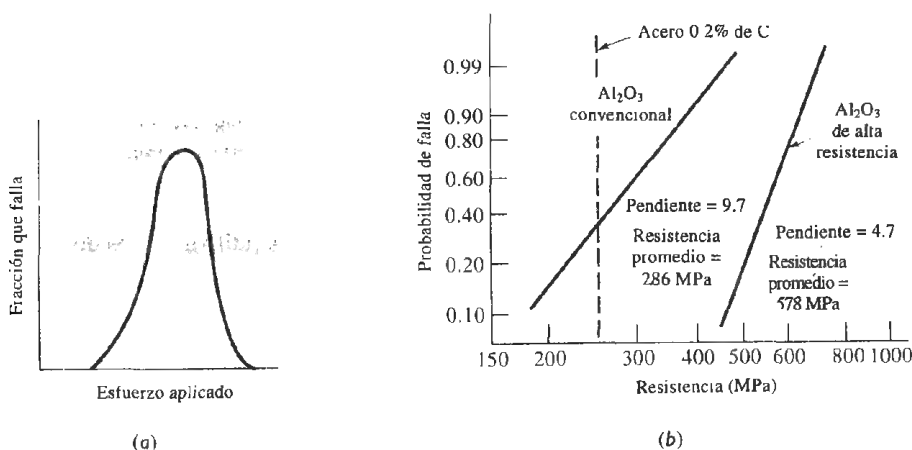 Fracción que falla
Esfuerzo aplicado
(a)
Probabilidad de falla
0.99
0.90
0.80
0.60
0.40
0.20
0.10
Acero 0 2% de C
Al₂O₃
convencional
Al₂O₃
de alta
resistencia
Pendiente = 9.7
Resistencia
promedio =
286 MPa
Pendiente = 4.7
Resistencia
promedio =
578 MPa
150
200
300
400
500
600
800
1000
Resistencia (MPa)
(b)